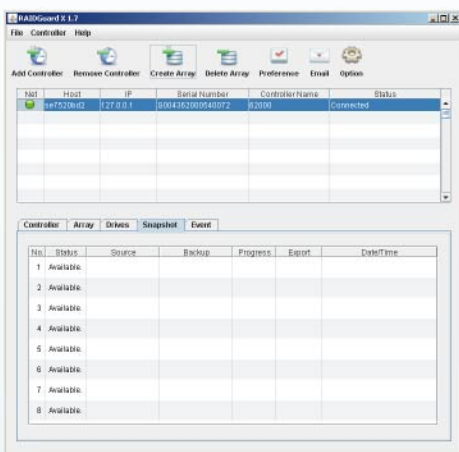 RAIDGuard X 1.7
File Controller Help
Add Controller Remove Controller Create Array Delete Array Preference Email Option
Net Host IP Serial Number Controller Name Status
se7520bd2 127.0.0.1 62000 Connected
Controller Array Drives Snapshot Event
No. Status Source Backup Progress Export Date/Time
1 Available.
2 Available.
3 Available.
4 Available.
5 Available.
6 Available.
7 Available.
8 Available.